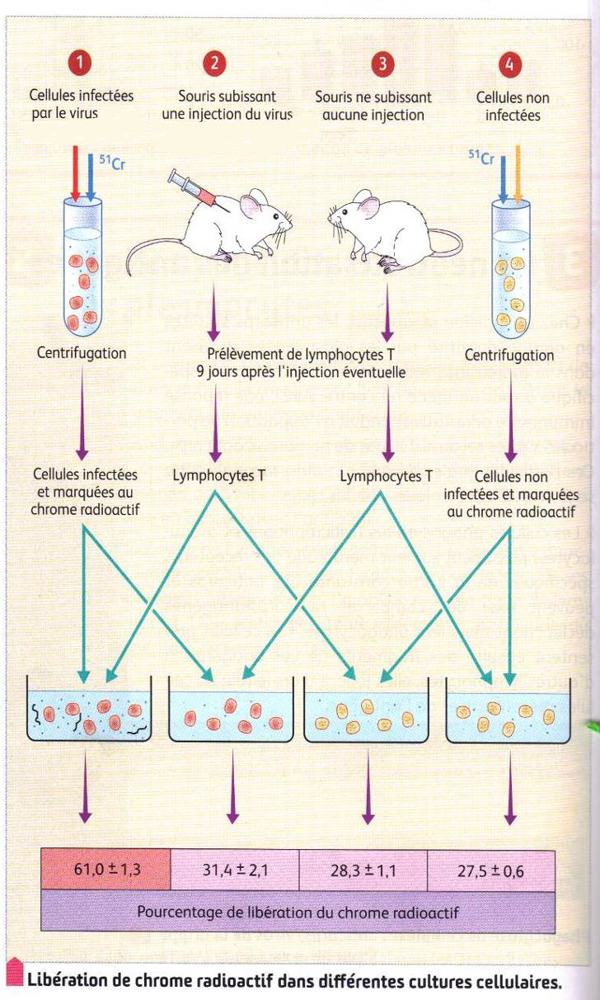 1
2
3
4
Cellules infectées
par le virus
Souris subissant
une injection du virus
Souris ne subissant
aucune injection
Cellules non
infectées
51Cr
51Cr
Centrifugation
Prélèvement de lymphocytes T
9 jours après l'injection éventuelle
Centrifugation
Cellules infectées
et marquées au
chrome radioactif
Lymphocytes T
Lymphocytes T
Cellules non
infectées et marquées
au chrome radioactif
61,0 ± 1,3
31,4 ± 2,1
28,3 ± 1,1
27,5 ± 0,6
Pourcentage de libération du chrome radioactif
Libération de chrome radioactif dans différentes cultures cellulaires.